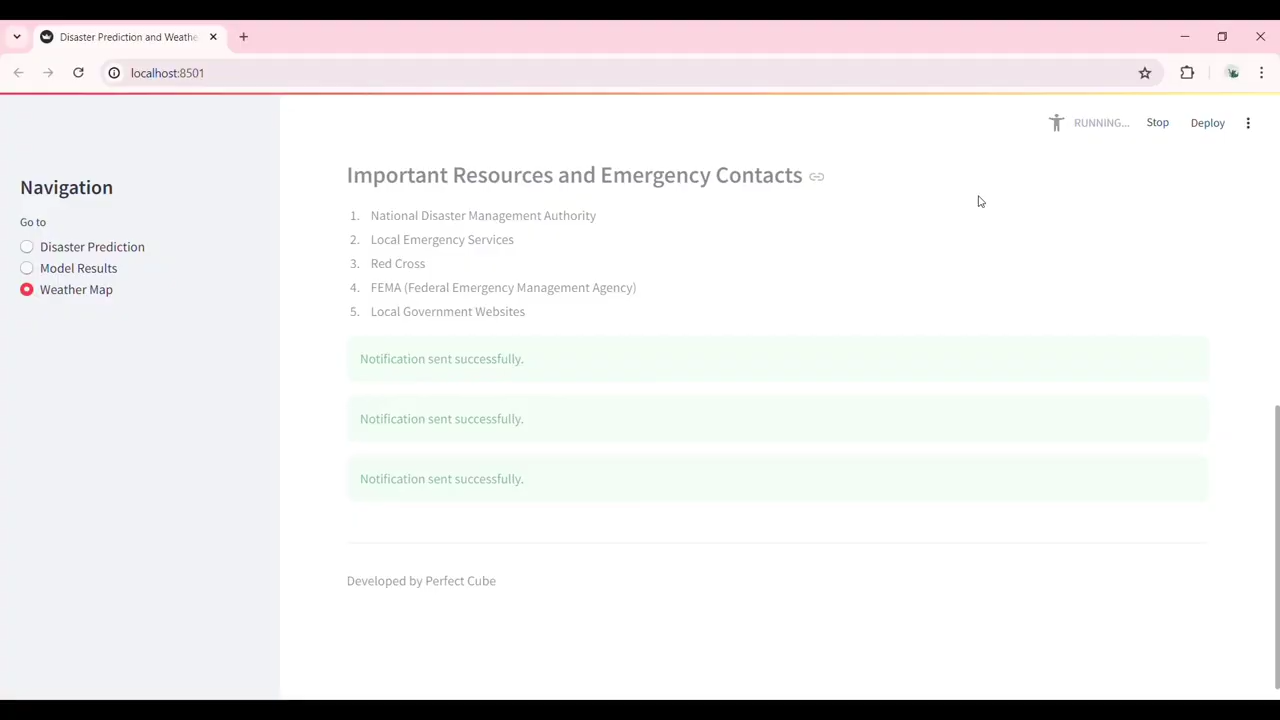 Disaster Prediction and Weathe
localhost:8501
RUNNING...
Stop
Deploy
Navigation
Go to
Disaster Prediction
Model Results
Weather Map
Important Resources and Emergency Contacts
1. National Disaster Management Authority
2. Local Emergency Services
3. Red Cross
4. FEMA (Federal Emergency Management Agency)
5. Local Government Websites
Notification sent successfully.
Notification sent successfully.
Notification sent successfully.
Developed by Perfect Cube